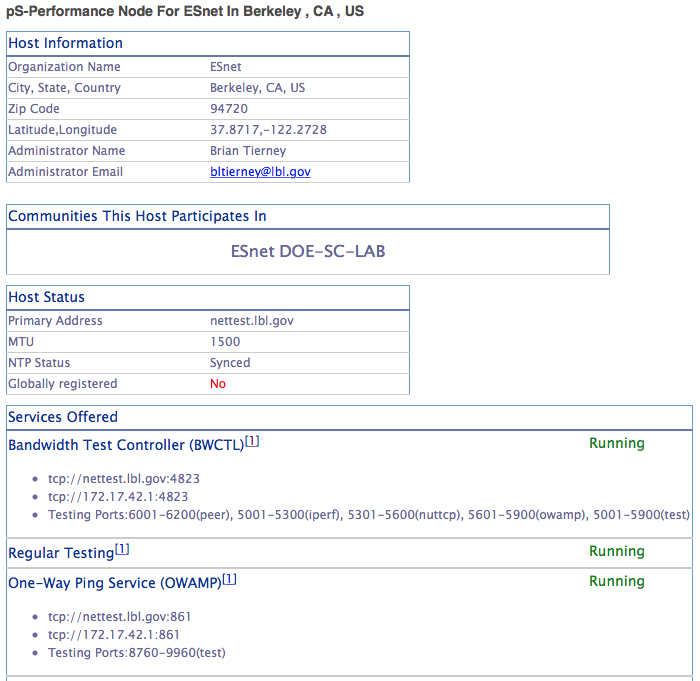 pS-Performance Node For ESnet In Berkeley , CA , US
Host Information
Organization Name ESnet
City, State, Country Berkeley, CA, US
Zip Code 94720
Latitude,Longitude 37.8717,-122.2728
Administrator Name Brian Tierney
Administrator Email bltierney@lbl.gov
Communities This Host Participates In
ESnet DOE-SC-LAB
Host Status
Primary Address nettest.lbl.gov
MTU 1500
NTP Status Synced
Globally registered No
Services Offered
Bandwidth Test Controller (BWCTL)[1] Running
• tcp://nettest.lbl.gov:4823
• tcp://172.17.42.1:4823
• Testing Ports:6001-6200(peer), 5001-5300(iperf), 5301-5600(nuttcp), 5601-5900(owamp), 5001-5900(test)
Regular Testing[1] Running
One-Way Ping Service (OWAMP)[1] Running
• tcp://nettest.lbl.gov:861
• tcp://172.17.42.1:861
• Testing Ports:8760-9960(test)